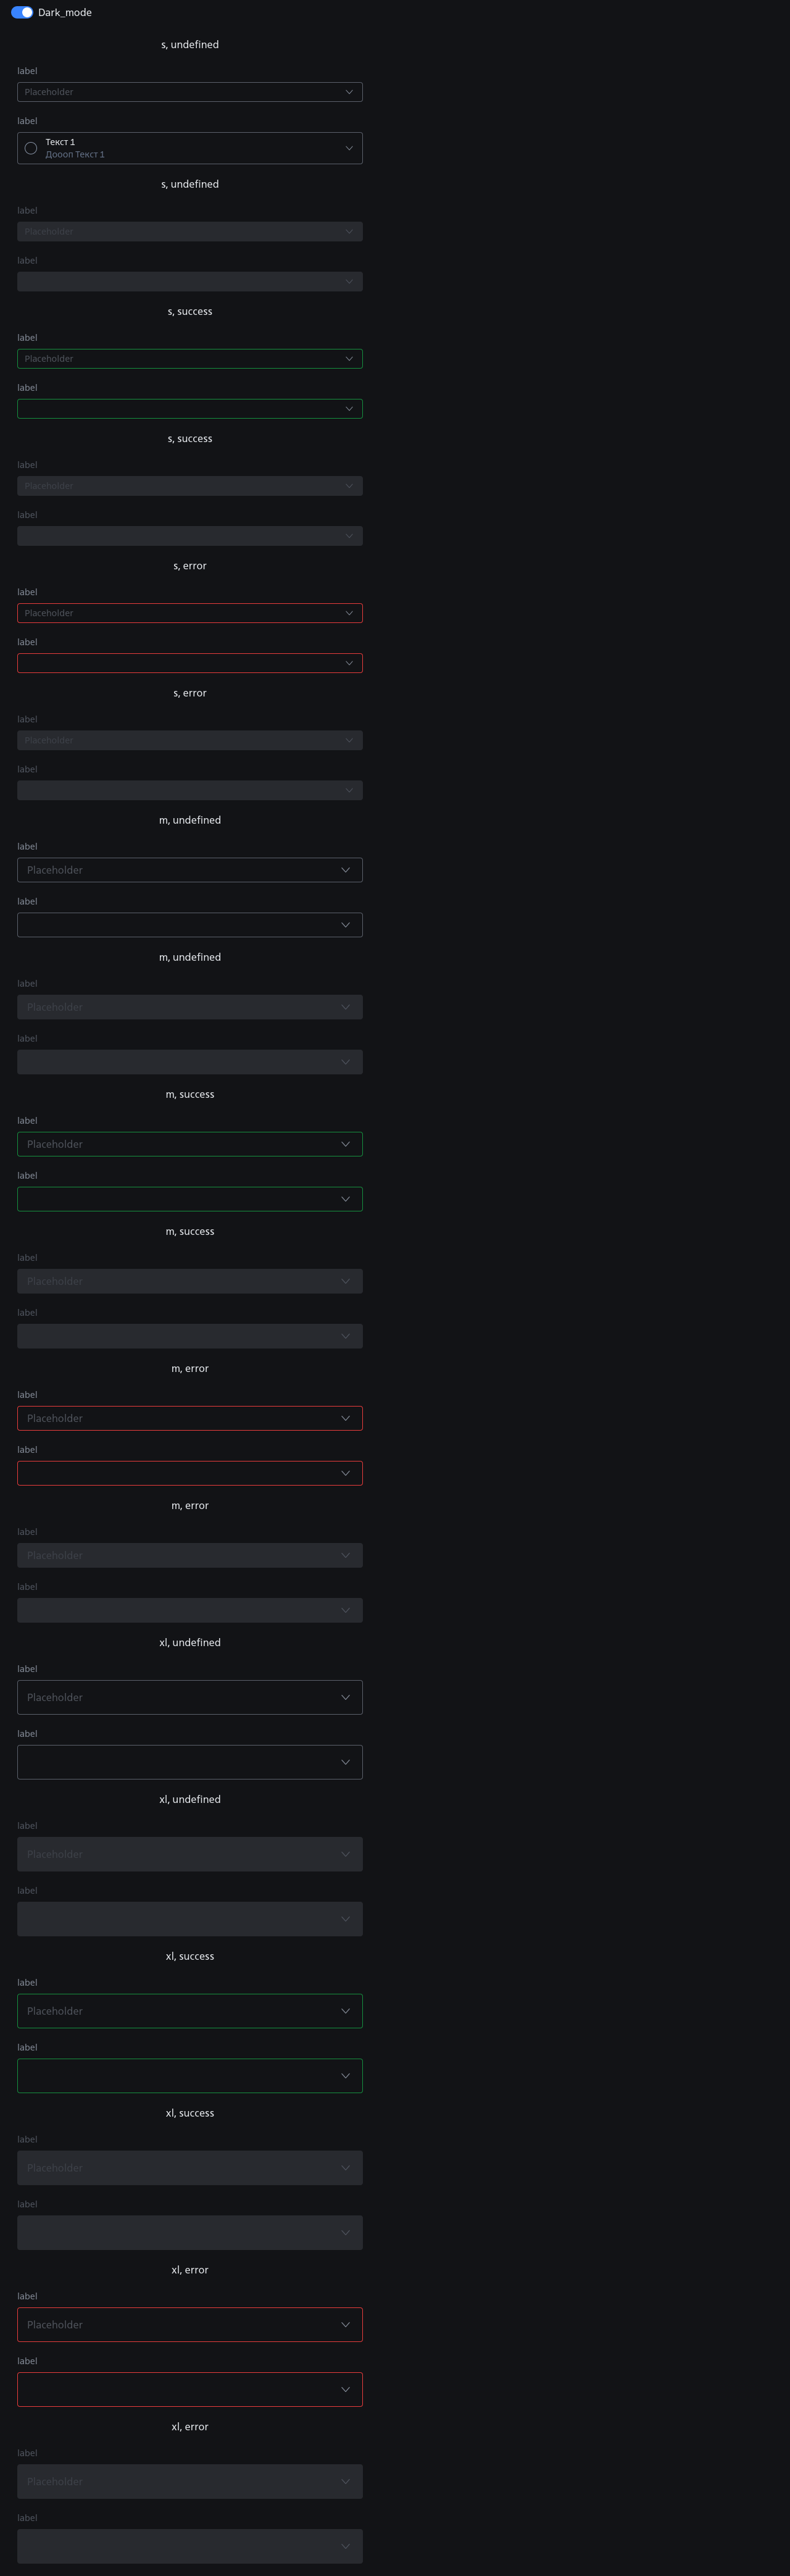 Dark_mode
s, undefined
label
Placeholder
label
Текст 1
Дооол Текст 1
s, undefined
label
Placeholder
label
s, success
label
Placeholder
label
s, success
label
Placeholder
label
s, error
label
Placeholder
label
s, error
label
Placeholder
label
m, undefined
label
Placeholder
label
m, undefined
label
Placeholder
label
m, success
label
Placeholder
label
m, success
label
Placeholder
label
m, error
label
Placeholder
label
m, error
label
Placeholder
label
xl, undefined
label
Placeholder
label
xl, undefined
label
Placeholder
label
xl, success
label
Placeholder
label
xl, success
label
Placeholder
label
xl, error
label
Placeholder
label
xl, error
label
Placeholder
label